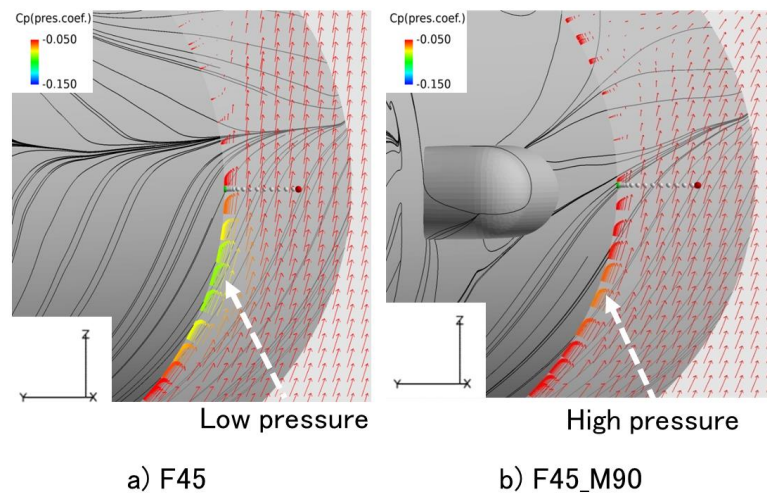 Cp(pres.coef.)
-0.050
-0.150
Z
Y
X
Low pressure
a) F45
Cp(pres.coef.)
-0.050
-0.150
Z
Y
X
High pressure
b) F45_M90